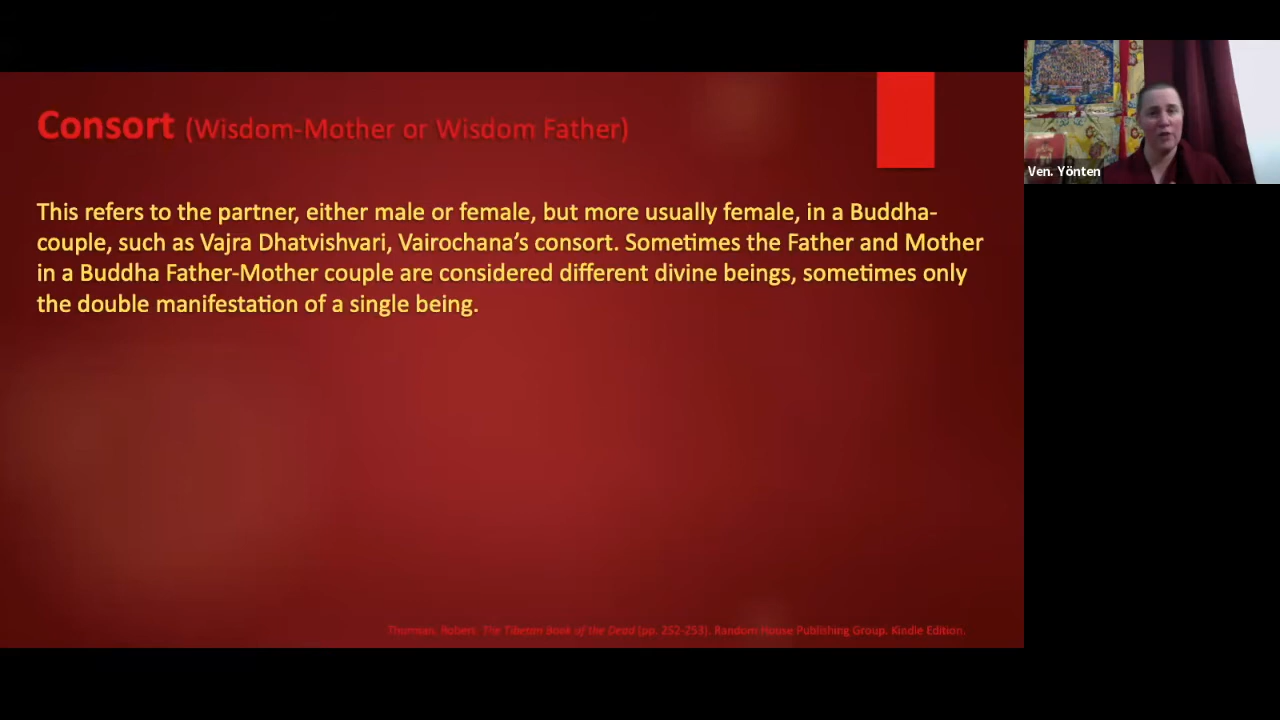 Consort (Wisdom-Mother or Wisdom Father)
This refers to the partner, either male or female, but more usually female, in a Buddha-
couple, such as Vajra Dhatvishvari, Vairochana’s consort. Sometimes the Father and Mother
in a Buddha Father-Mother couple are considered different divine beings, sometimes only
the double manifestation of a single being.
Thurman, Robert. The Tibetan Book of the Dead (pp. 252-253). Random House Publishing Group. Kindle Edition.
Ven. Yönten